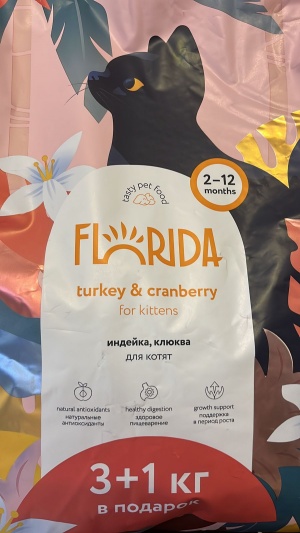 tasty pet food
2–12
months
FLORIDA
turkey & cranberry
for kittens
индейка, клюква
для котят
natural antioxidants
натуральные
антиоксиданты
healthy digestion
здоровое
пищеварение
growth support
поддержка
в период роста
3+1 кг
в подарок